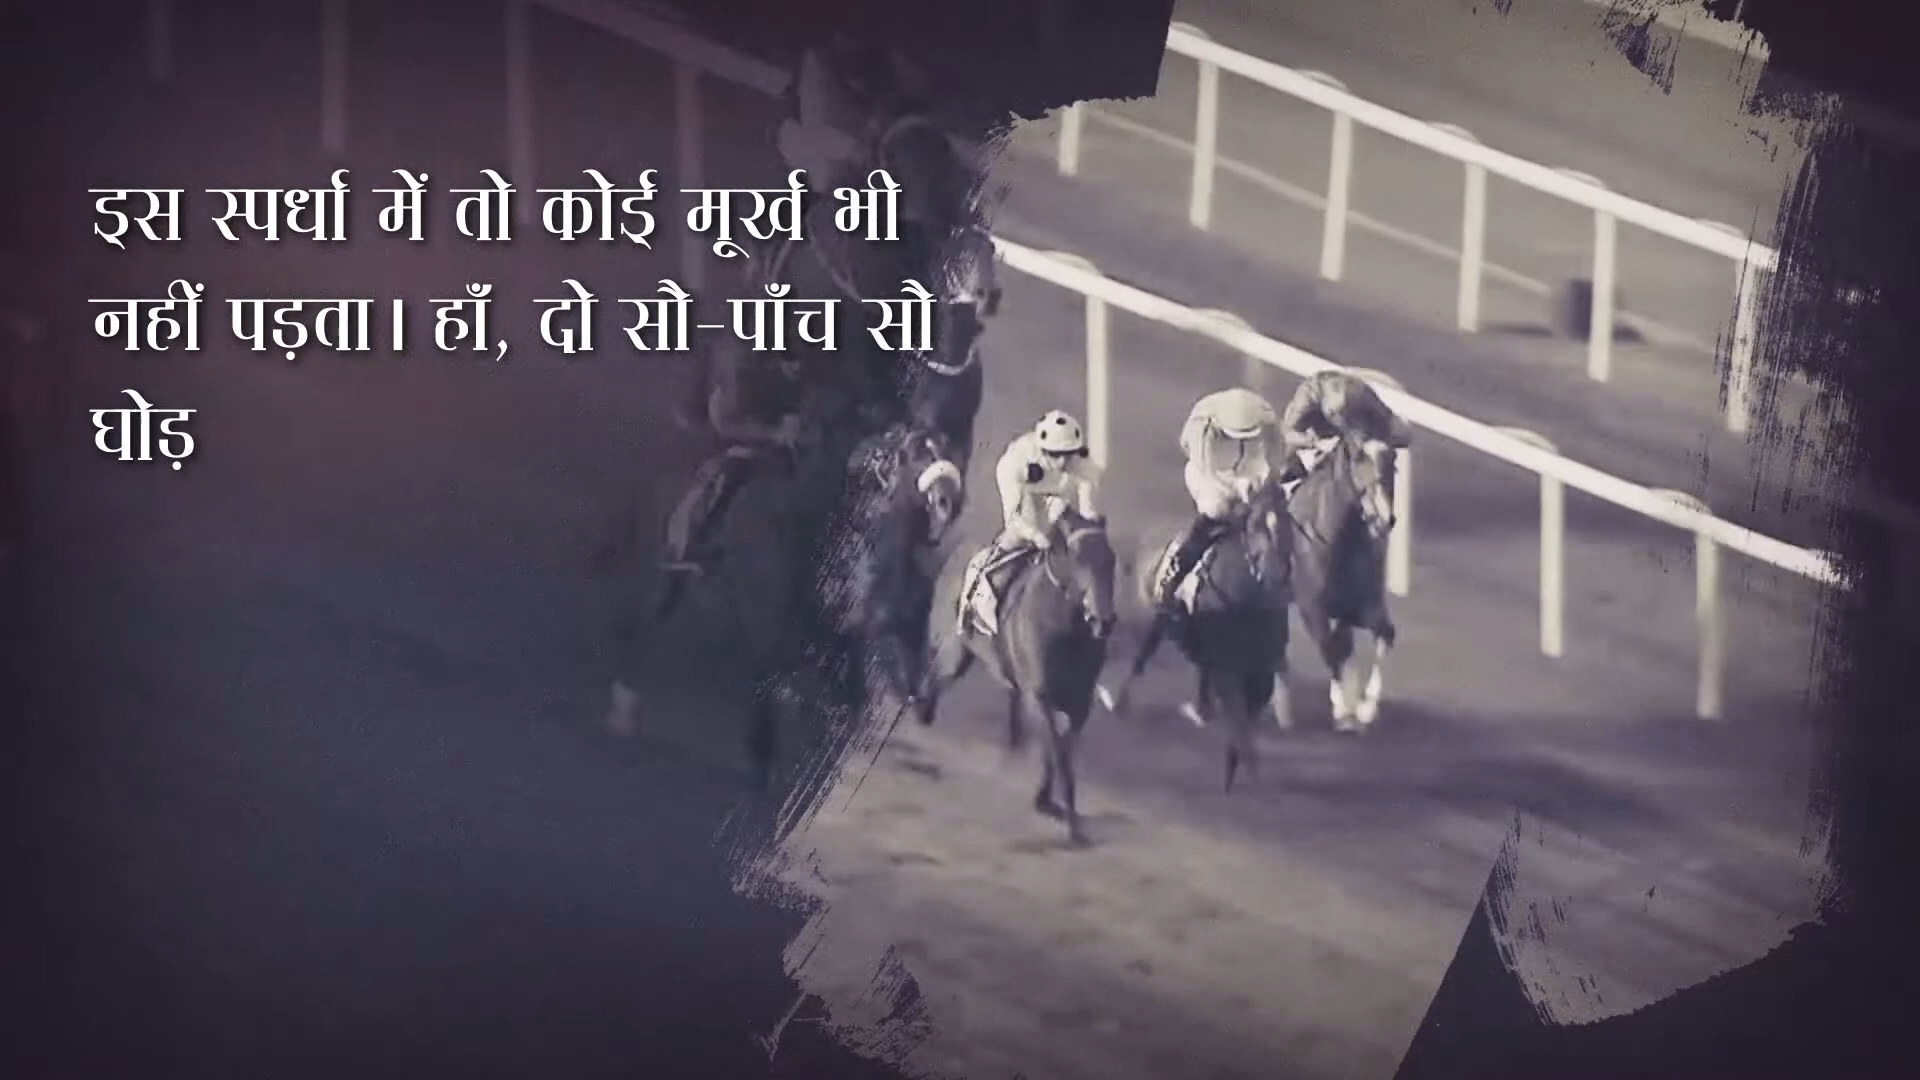 इस स्पर्धा में तो कोई मूर्ख भी
नहीं पड़ता। हाँ, दो सौ-पाँच सौ
घोड़